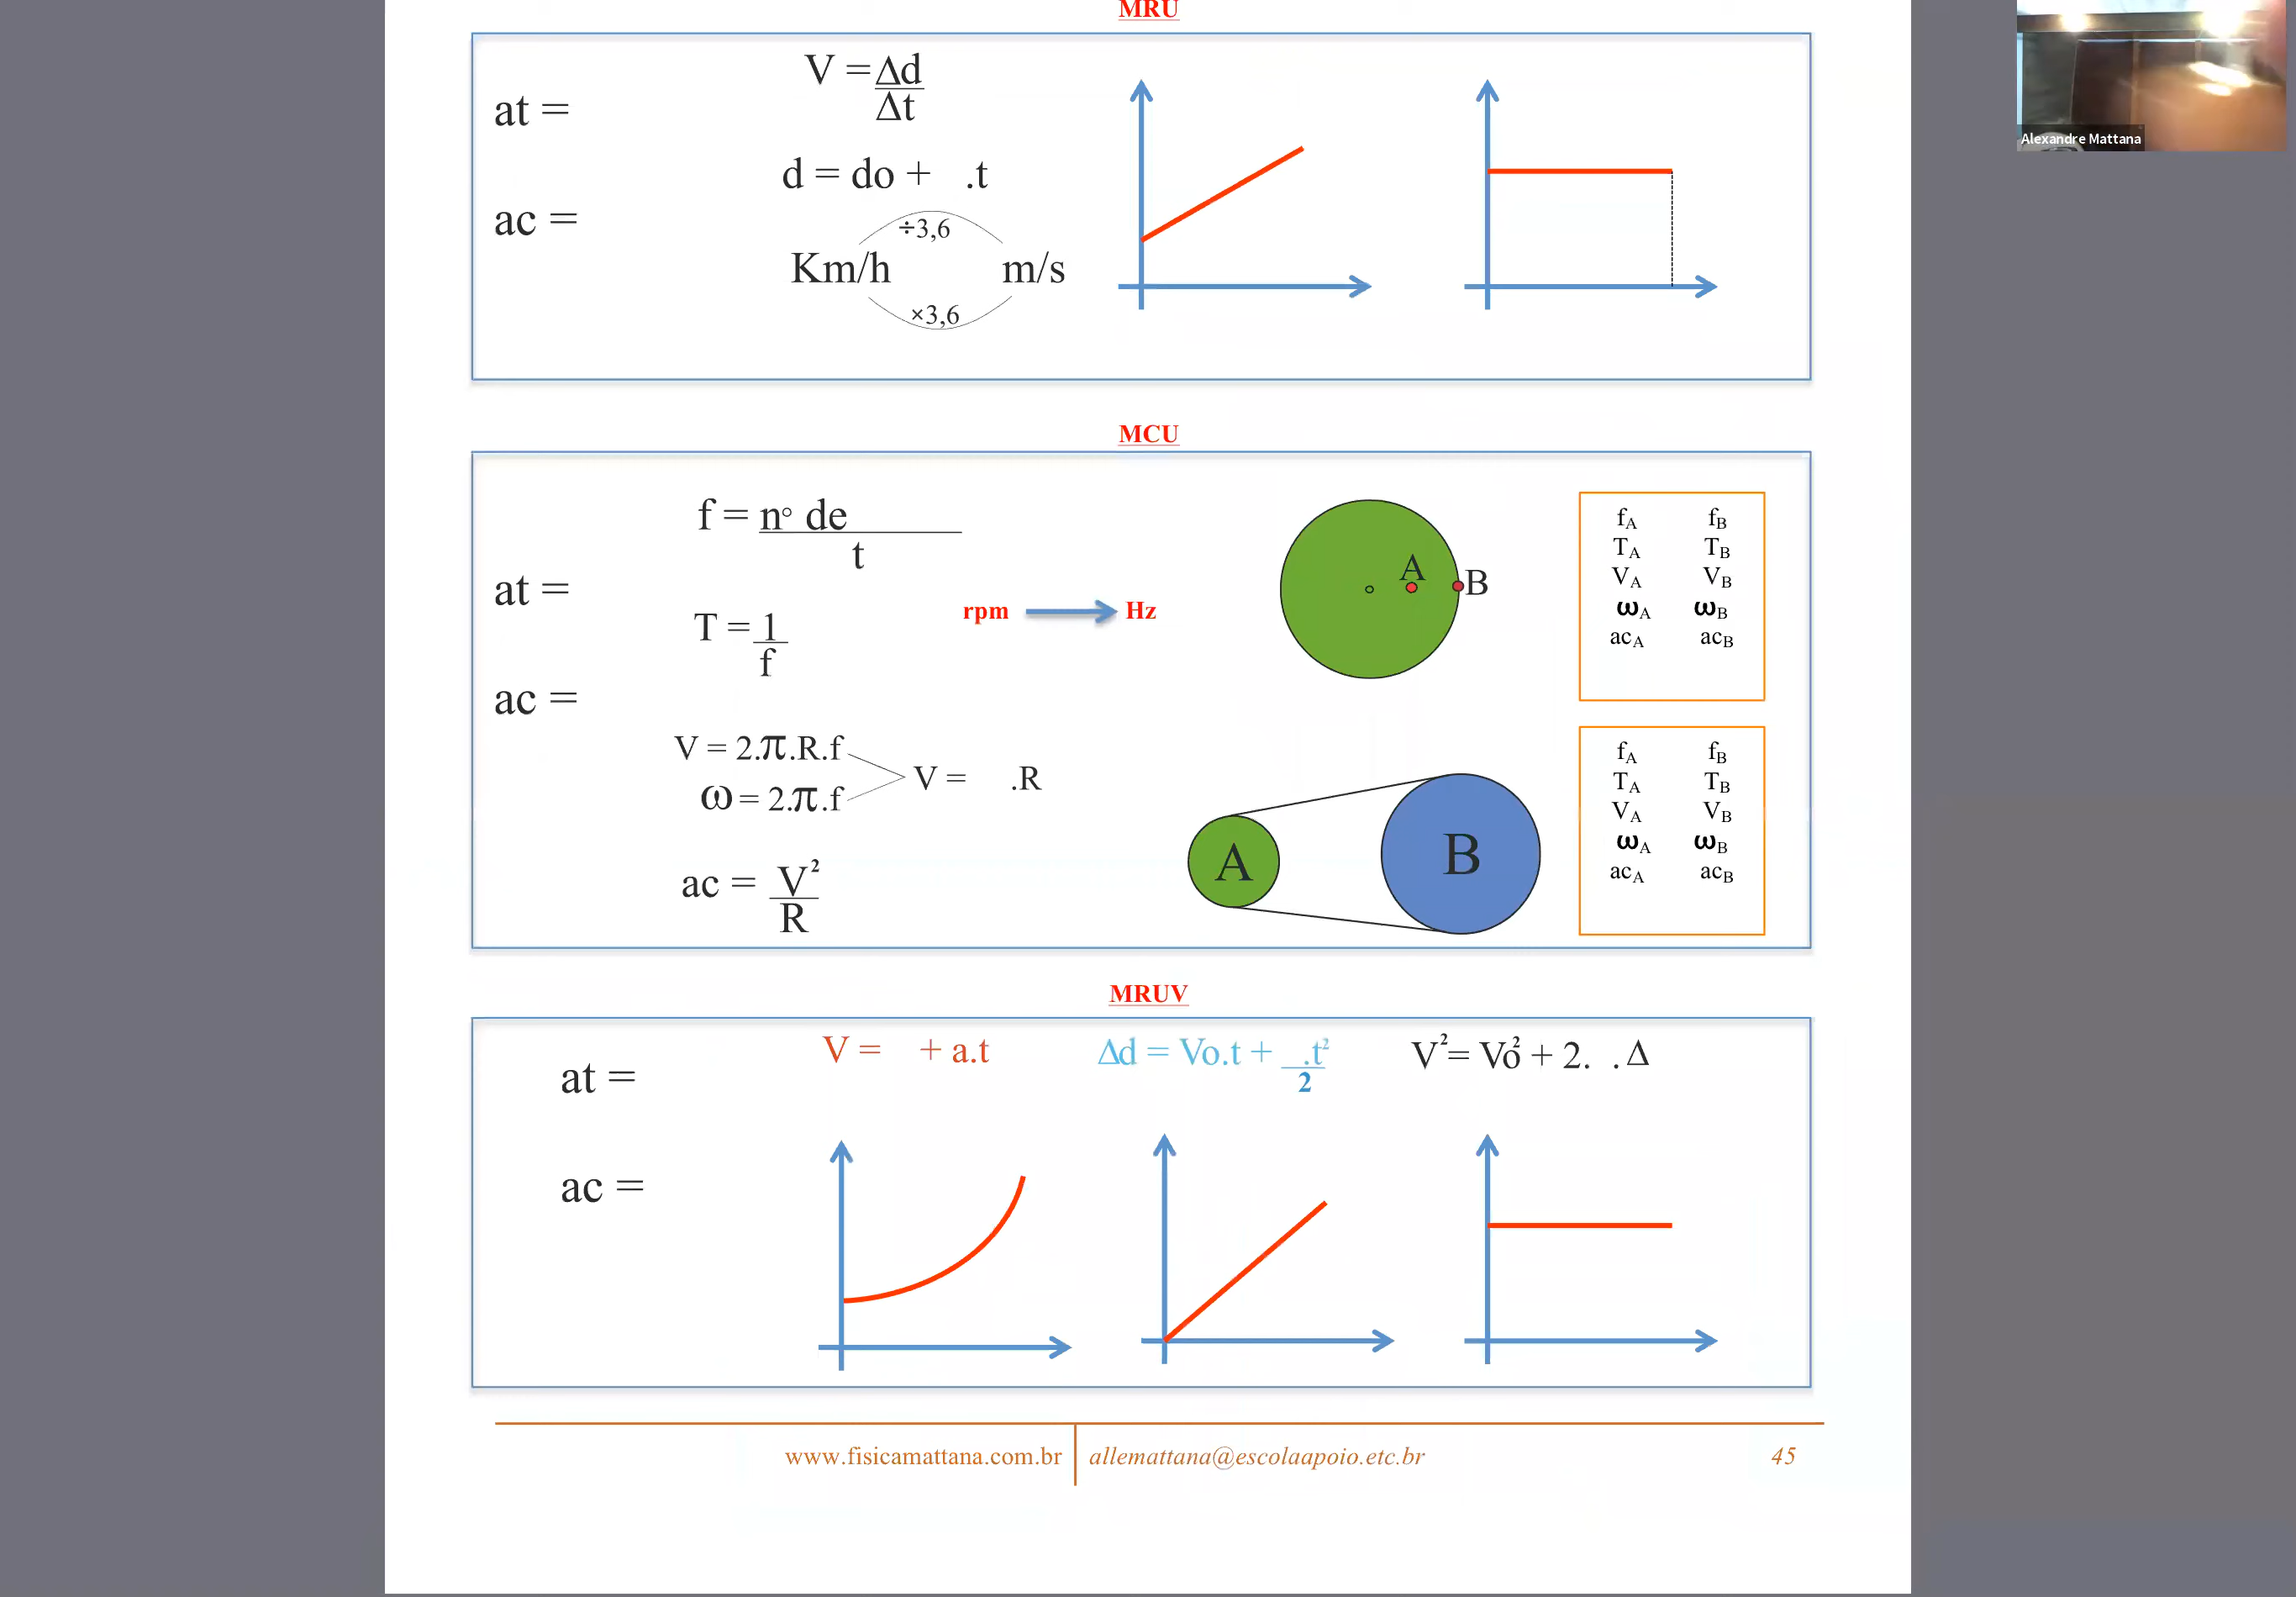 MRU
at =
ac =
V = Δd
Δt
d = do + .t
÷3,6
Km/h m/s
×3,6
MCU
at =
ac =
f = n° de
t
T = 1
f
rpm Hz
V = 2.π.R.f
ω = 2.π.f
V = .R
ac = V²
R
A
B
fA fB
TA TB
VA VB
ωA ωB
acA acB
A
B
fA fB
TA TB
VA VB
ωA ωB
acA acB
MRUV
at =
ac =
V = + a.t
Δd = Vo.t + .t²
2
V² = Vo² + 2. . Δ
www.fisicamattana.com.br
allemattana@escolaapoio.etc.br
45
Alexandre Mattana